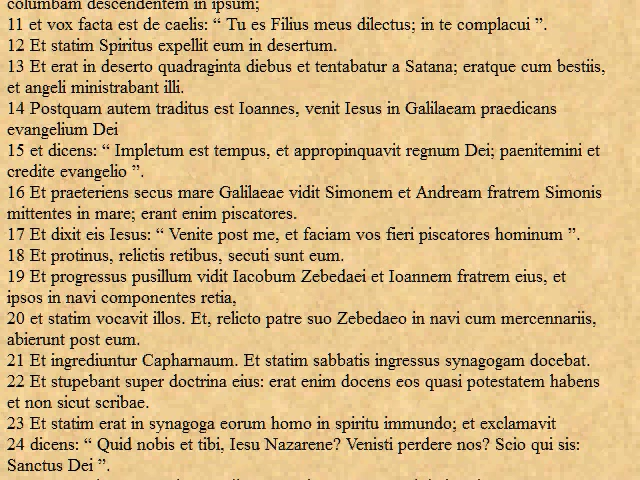 columbam descendentem in ipsum;
11 et vox facta est de caelis: “ Tu es Filius meus dilectus; in te complacui ”.
12 Et statim Spiritus expellit eum in desertum.
13 Et erat in deserto quadraginta diebus et tentabatur a Satana; eratque cum bestiis,
et angeli ministrabant illi.
14 Postquam autem traditus est Ioannes, venit Iesus in Galilaeam praedicans
evangelium Dei
15 et dicens: “ Impletum est tempus, et appropinquavit regnum Dei; paenitemini et
credite evangelio ”.
16 Et praeteriens secus mare Galilaeae vidit Simonem et Andream fratrem Simonis
mittentes in mare; erant enim piscatores.
17 Et dixit eis Iesus: “ Venite post me, et faciam vos fieri piscatores hominum ”.
18 Et protinus, relictis retibus, secuti sunt eum.
19 Et progressus pusillum vidit Iacobum Zebedaei et Ioannem fratrem eius, et
ipsos in navi componentes retia,
20 et statim vocavit illos. Et, relicto patre suo Zebedaeo in navi cum mercennariis,
abierunt post eum.
21 Et ingrediuntur Capharnaum. Et statim sabbatis ingressus synagogam docebat.
22 Et stupebant super doctrina eius: erat enim docens eos quasi potestatem habens
et non sicut scribae.
23 Et statim erat in synagoga eorum homo in spiritu immundo; et exclamavit
24 dicens: “ Quid nobis et tibi, Iesu Nazarene? Venisti perdere nos? Scio qui sis:
Sanctus Dei ”.